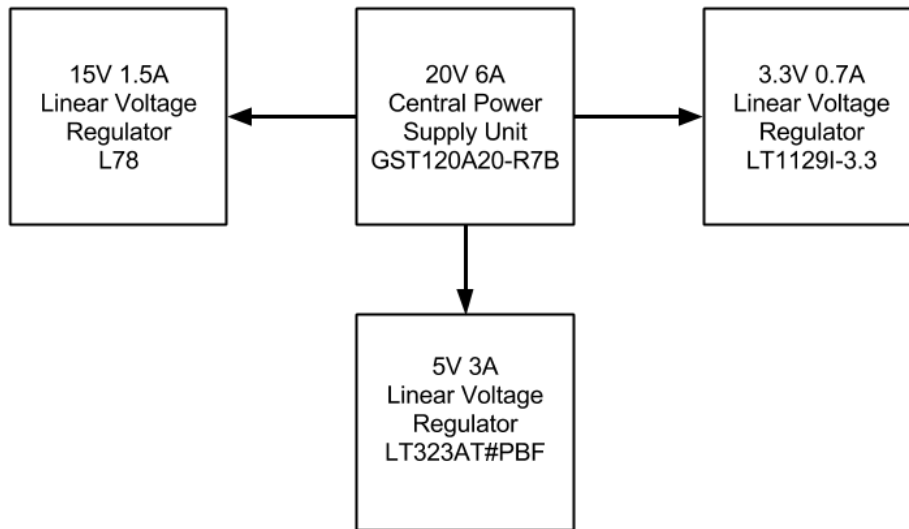 15V 1.5A
Linear Voltage
Regulator
L78
20V 6A
Central Power
Supply Unit
GST120A20-R7B
3.3V 0.7A
Linear Voltage
Regulator
LT1129I-3.3
5V 3A
Linear Voltage
Regulator
LT323AT#PBF